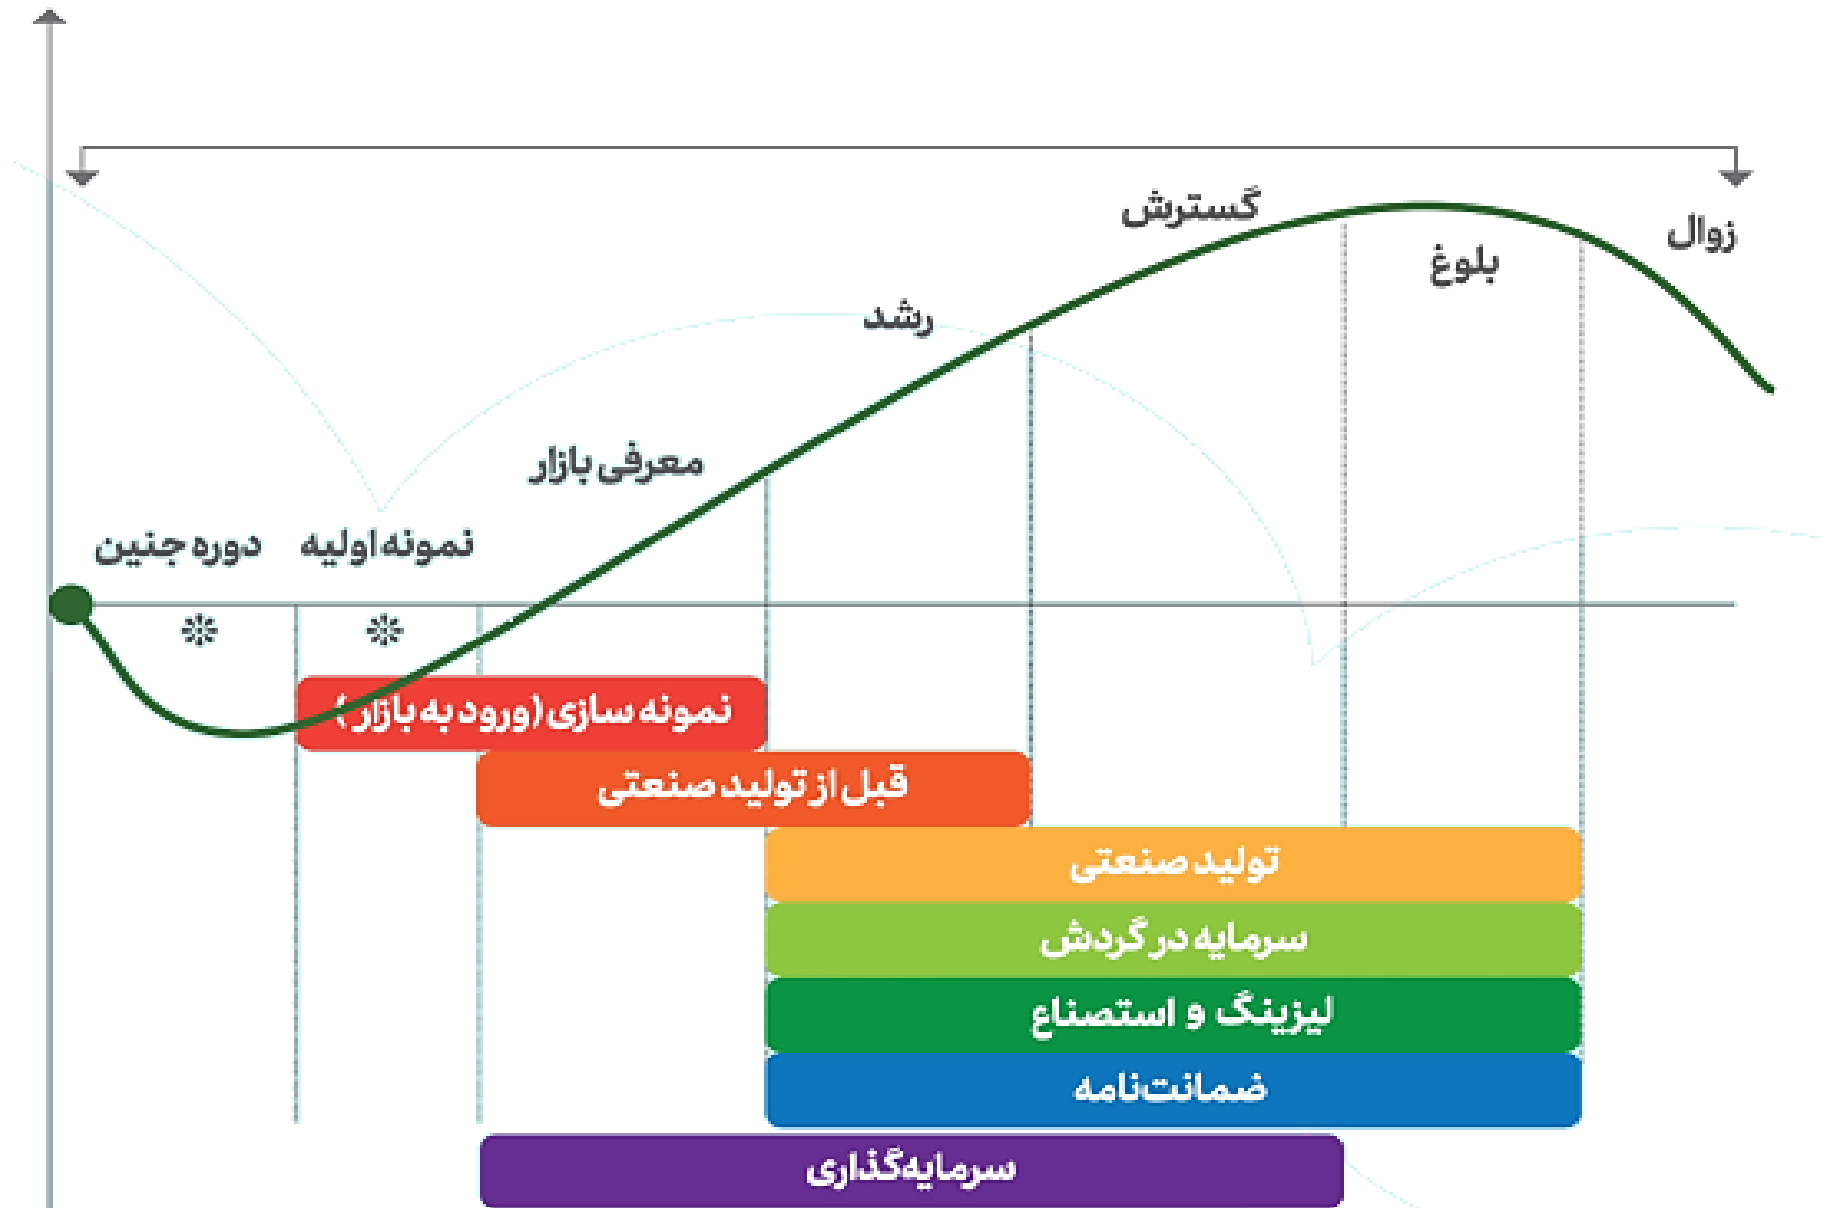 گسترش
زوال
بلوغ
رشد
معرفی بازار
نمونه اولیه
دوره جنین
نمونه سازی (ورود به بازار )
قبل از تولید صنعتی
تولید صنعتی
سرمایه در گردش
لیزینگ و استصناع
ضمانت‌نامه
سرمایه‌گذاری